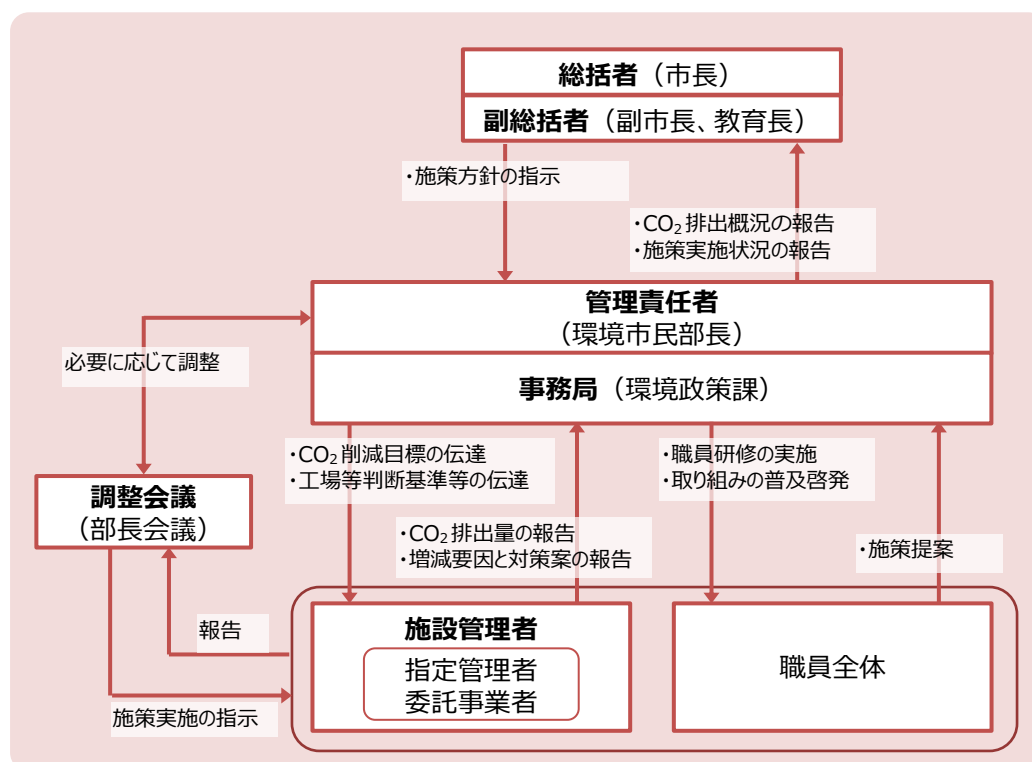 総括者（市長）
副総括者（副市長、教育長）
・施策方針の指示
・CO₂排出概況の報告
・施策実施状況の報告
管理責任者
（環境市民部長）
事務局（環境政策課）
必要に応じて調整
・CO₂削減目標の伝達
・工場等判断基準等の伝達
・職員研修の実施
・取り組みの普及啓発
調整会議
（部長会議）
・CO₂排出量の報告
・増減要因と対策案の報告
・施策提案
報告
施設管理者
指定管理者
委託事業者
職員全体
施策実施の指示